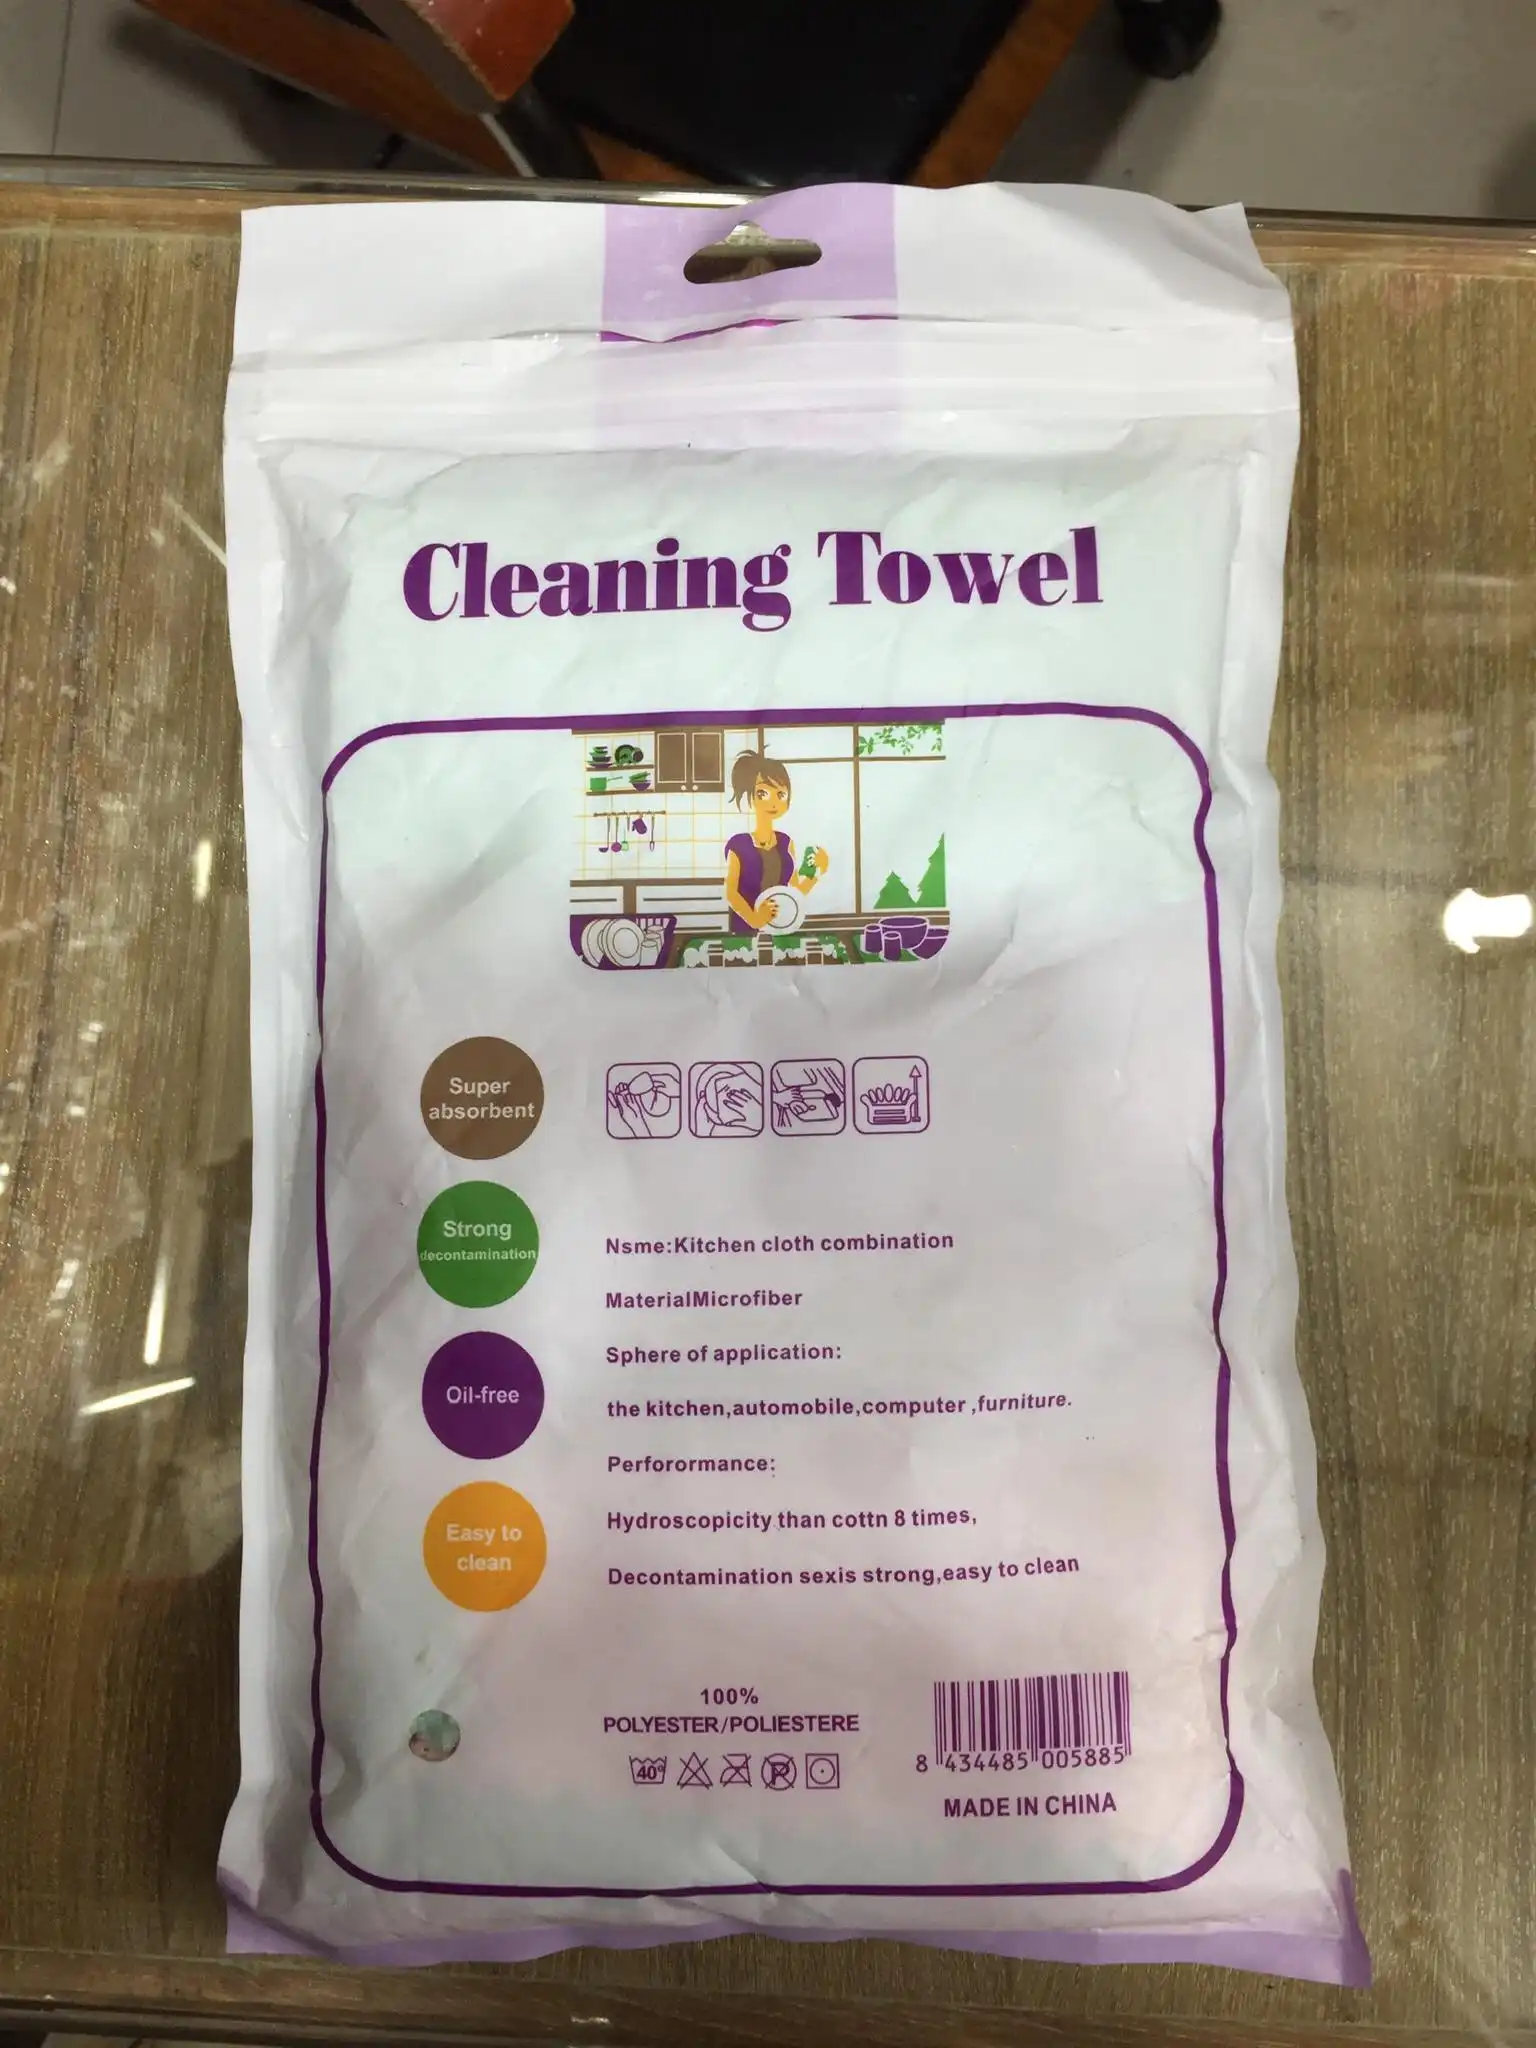 Cleaning Towel
Super
absorbent
Strong
decontamination
Oil-free
Easy to
clean
Nsme:Kitchen cloth combination
MaterialMicrofiber
Sphere of application:
the kitchen,automobile,computer ,furniture.
Perforormance:
Hydroscopicity than cottn 8 times,
Decontamination sexis strong,easy to clean
100%
POLYESTER/POLIESTERE
40°
P
8 434485 005885
MADE IN CHINA